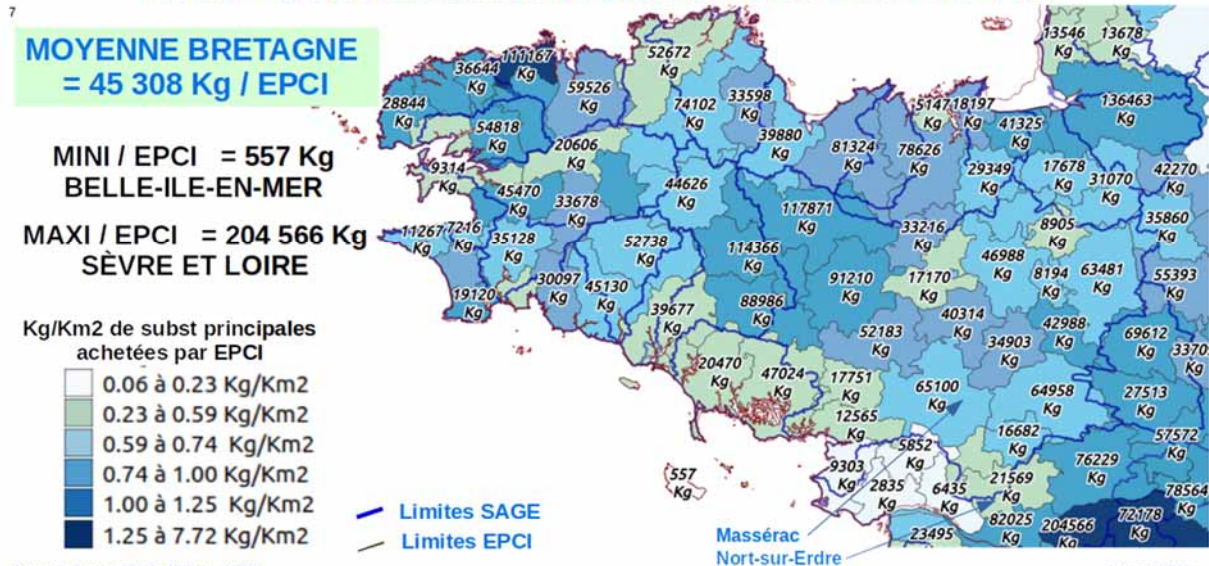 7
MOYENNE BRETAGNE
= 45 308 Kg / EPCI
MINI / EPCI = 557 Kg
BELLE-ILE-EN-MER
MAXI / EPCI = 204 566 Kg
SÈVRE ET LOIRE
Kg/Km2 de subst principales
achetées par EPCI
0.06 à 0.23 Kg/Km2
0.23 à 0.59 Kg/Km2
0.59 à 0.74 Kg/Km2
0.74 à 1.00 Kg/Km2
1.00 à 1.25 Kg/Km2
1.25 à 7.72 Kg/Km2
Limites SAGE
Limites EPCI
Massérac
Nort-sur-Erdre
13546
Kg
13678
Kg
52672
Kg
111167
Kg
36644
Kg
59526
Kg
28844
Kg
74102
Kg
33598
Kg
5147
Kg
18197
Kg
136463
Kg
54818
Kg
39880
Kg
41325
Kg
20606
Kg
81324
Kg
78626
Kg
9314
Kg
29349
Kg
17678
Kg
31070
Kg
42270
Kg
45470
Kg
44626
Kg
33678
Kg
117871
Kg
11267
Kg
7216
Kg
35128
Kg
52738
Kg
114366
Kg
33216
Kg
8905
Kg
35860
Kg
46988
Kg
8194
Kg
63481
Kg
55393
Kg
19120
Kg
30097
Kg
45130
Kg
91210
Kg
17170
Kg
39677
Kg
88986
Kg
40314
Kg
52183
Kg
34903
Kg
42988
Kg
69612
Kg
3370
Kg
20470
Kg
47024
Kg
17751
Kg
65100
Kg
64958
Kg
27513
Kg
12565
Kg
16682
Kg
57572
Kg
5852
Kg
557
Kg
9303
Kg
2835
Kg
6435
Kg
21569
Kg
76229
Kg
78564
Kg
23495
82025
Kg
204566
Kg
72178
Kg